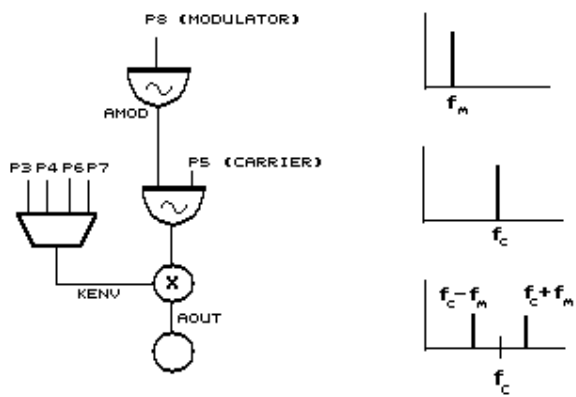 P8 (MODULATOR)
AMOD
P5 (CARRIER)
P3 P4 P6 P7
KENV
X
AOUT
fm
fc
fc-fm fc+fm
fc